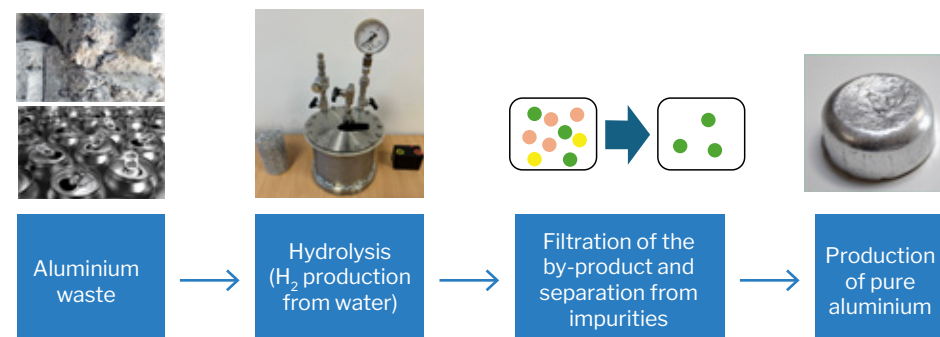 Aluminium
waste
Hydrolysis
(H₂ production
from water)
Filtration of the
by-product and
separation from
impurities
Production
of pure
aluminium